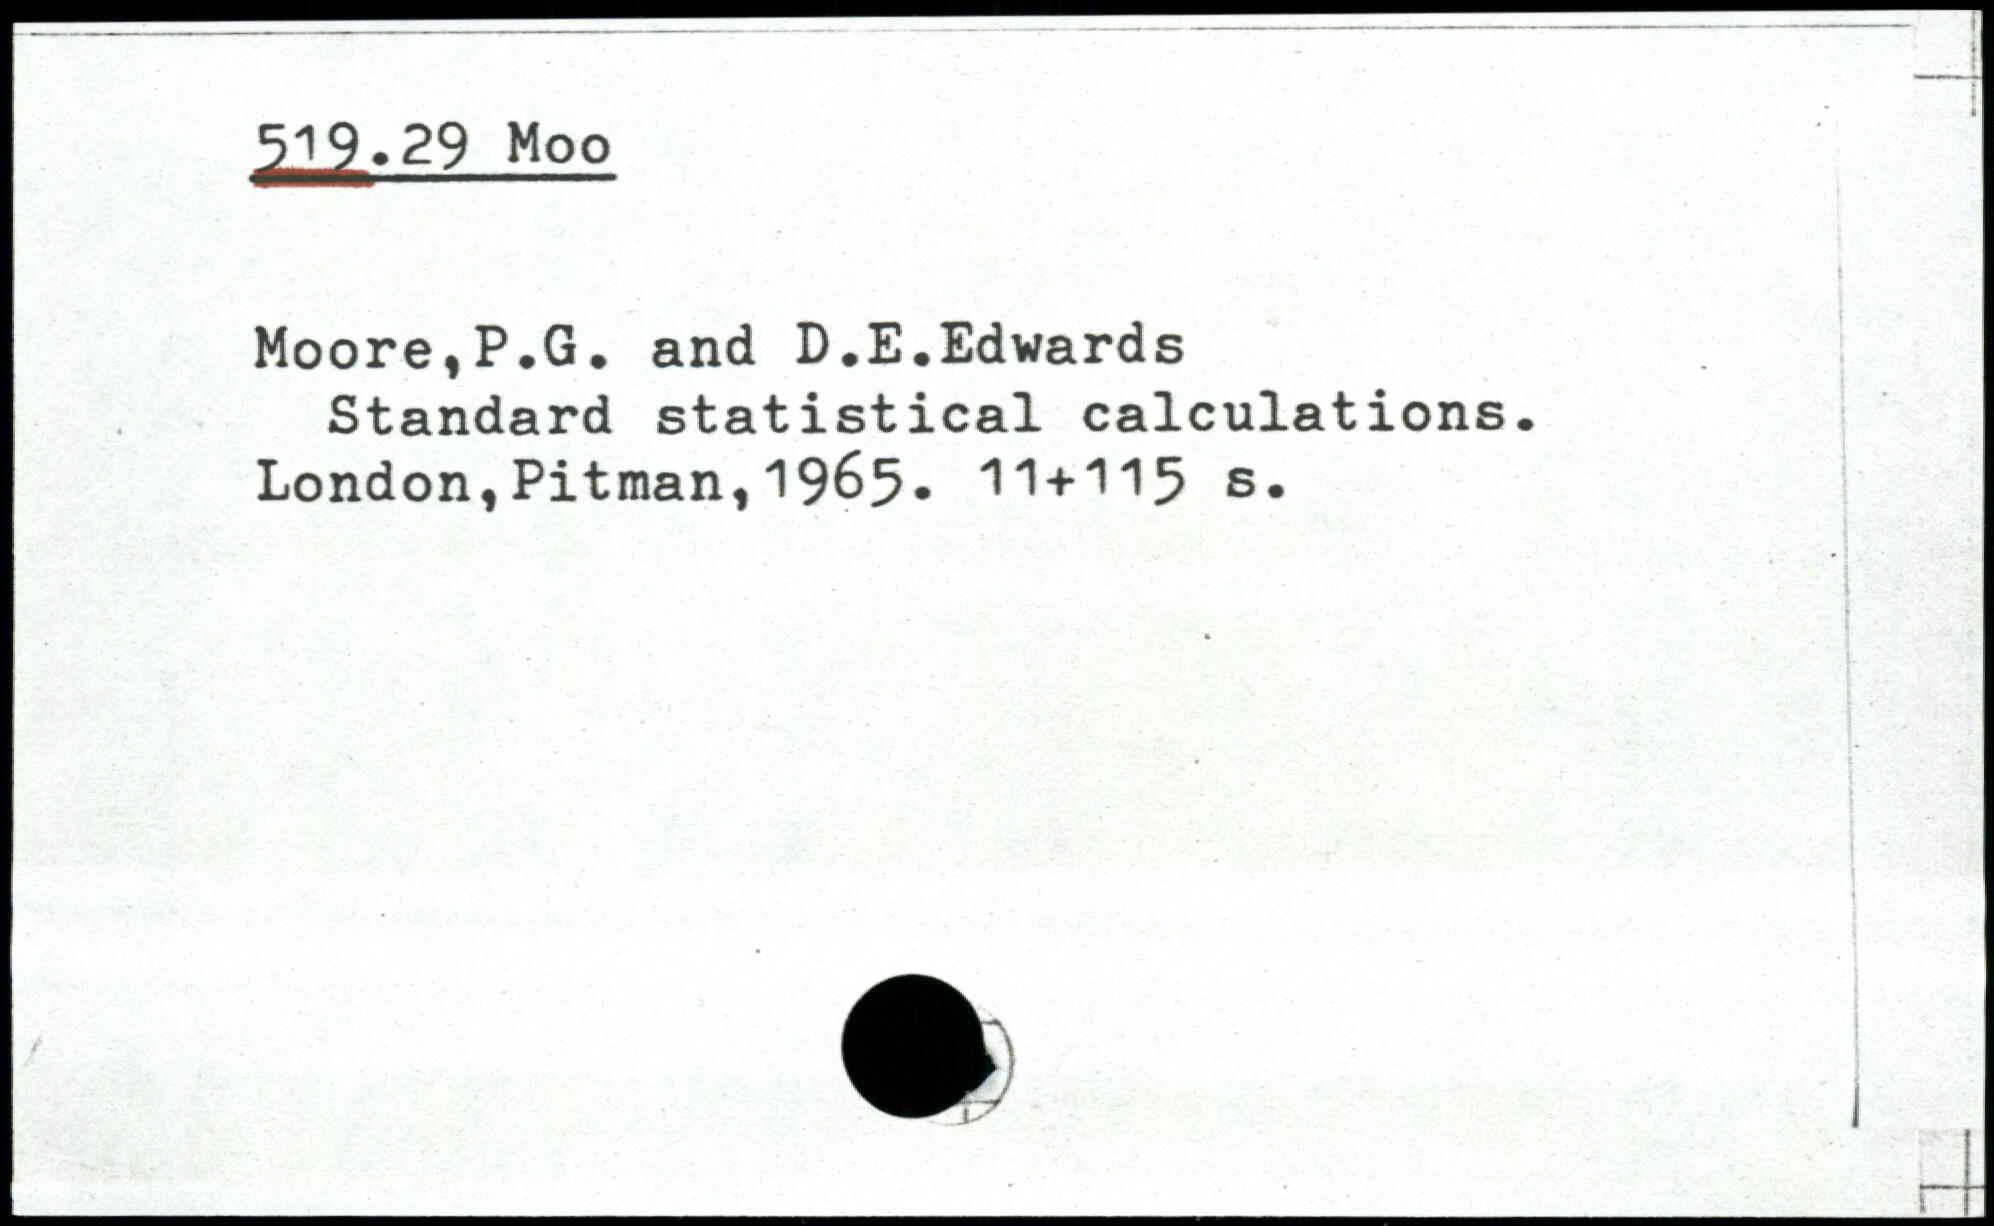 519.29 Moo
Moore,P.G. and D.E.Edwards
Standard statistical calculations.
London,Pitman,1965. 11+115 s.